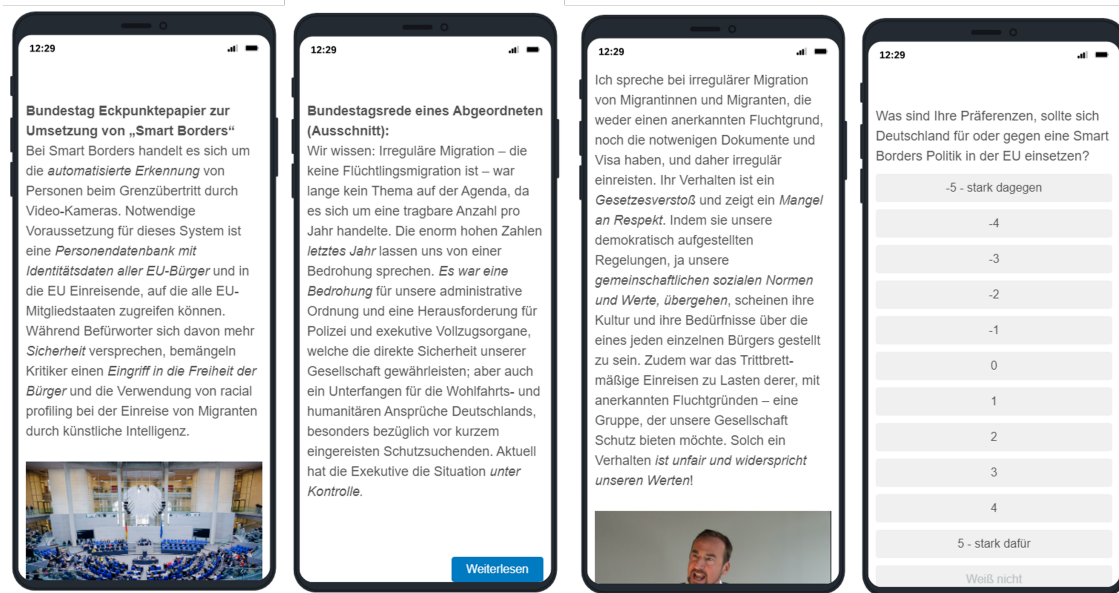 12:29
Bundestag Eckpunktepapier zur
Umsetzung von „Smart Borders“
Bei Smart Borders handelt es sich um
die automatisierte Erkennung von
Personen beim Grenzübertritt durch
Video-Kameras. Notwendige
Voraussetzung für dieses System ist
eine Personendatenbank mit
Identitätsdaten aller EU-Bürger und in
die EU Einreisende, auf die alle EU-
Mitgliedstaaten zugreifen können.
Während Befürworter sich davon mehr
Sicherheit versprechen, bemängeln
Kritiker einen Eingriff in die Freiheit der
Bürger und die Verwendung von racial
profiling bei der Einreise von Migranten
durch künstliche Intelligenz.
12:29
Bundestagsrede eines Abgeordneten
(Ausschnitt):
Wir wissen: Irreguläre Migration – die
keine Flüchtlingsmigration ist – war
lange kein Thema auf der Agenda, da
es sich um eine tragbare Anzahl pro
Jahr handelte. Die enorm hohen Zahlen
letztes Jahr lassen uns von einer
Bedrohung sprechen. Es war eine
Bedrohung für unsere administrative
Ordnung und eine Herausforderung für
Polizei und exekutive Vollzugsorgane,
welche die direkte Sicherheit unserer
Gesellschaft gewährleisten; aber auch
ein Unterfangen für die Wohlfahrts- und
humanitären Ansprüche Deutschlands,
besonders bezüglich vor kurzem
eingereisten Schutzsuchenden. Aktuell
hat die Exekutive die Situation unter
Kontrolle.
Weiterlesen
12:29
Ich spreche bei irregulärer Migration
von Migrantinnen und Migranten, die
weder einen anerkannten Fluchtgrund,
noch die notwenigen Dokumente und
Visa haben, und daher irregulär
einreisten. Ihr Verhalten ist ein
Gesetzesverstoß und zeigt ein Mangel
an Respekt. Indem sie unsere
demokratisch aufgestellten
Regelungen, ja unsere
gemeinschaftlichen sozialen Normen
und Werte, übergehen, scheinen ihre
Kultur und ihre Bedürfnisse über die
eines jeden einzelnen Bürgers gestellt
zu sein. Zudem war das Trittbrett-
mäßige Einreisen zu Lasten derer, mit
anerkannten Fluchtgründen – eine
Gruppe, der unsere Gesellschaft
Schutz bieten möchte. Solch ein
Verhalten ist unfair und widerspricht
unseren Werten!
12:29
Was sind Ihre Präferenzen, sollte sich
Deutschland für oder gegen eine Smart
Borders Politik in der EU einsetzen?
-5 - stark dagegen
-4
-3
-2
-1
0
1
2
3
4
5 - stark dafür
Weiß nicht